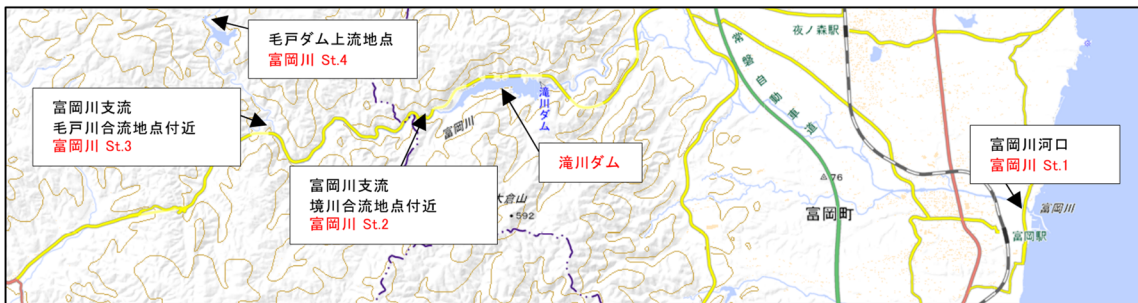 毛戸ダム上流地点
富岡川 St.4
富岡川支流
毛戸川合流地点付近
富岡川 St.3
富岡川支流
境川合流地点付近
富岡川 St.2
滝川ダム
富岡川河口
富岡川 St.1
富岡川
滝川ダム
大倉山
592
常磐自動車道
夜ノ森駅
76
富岡町
富岡川
富岡駅